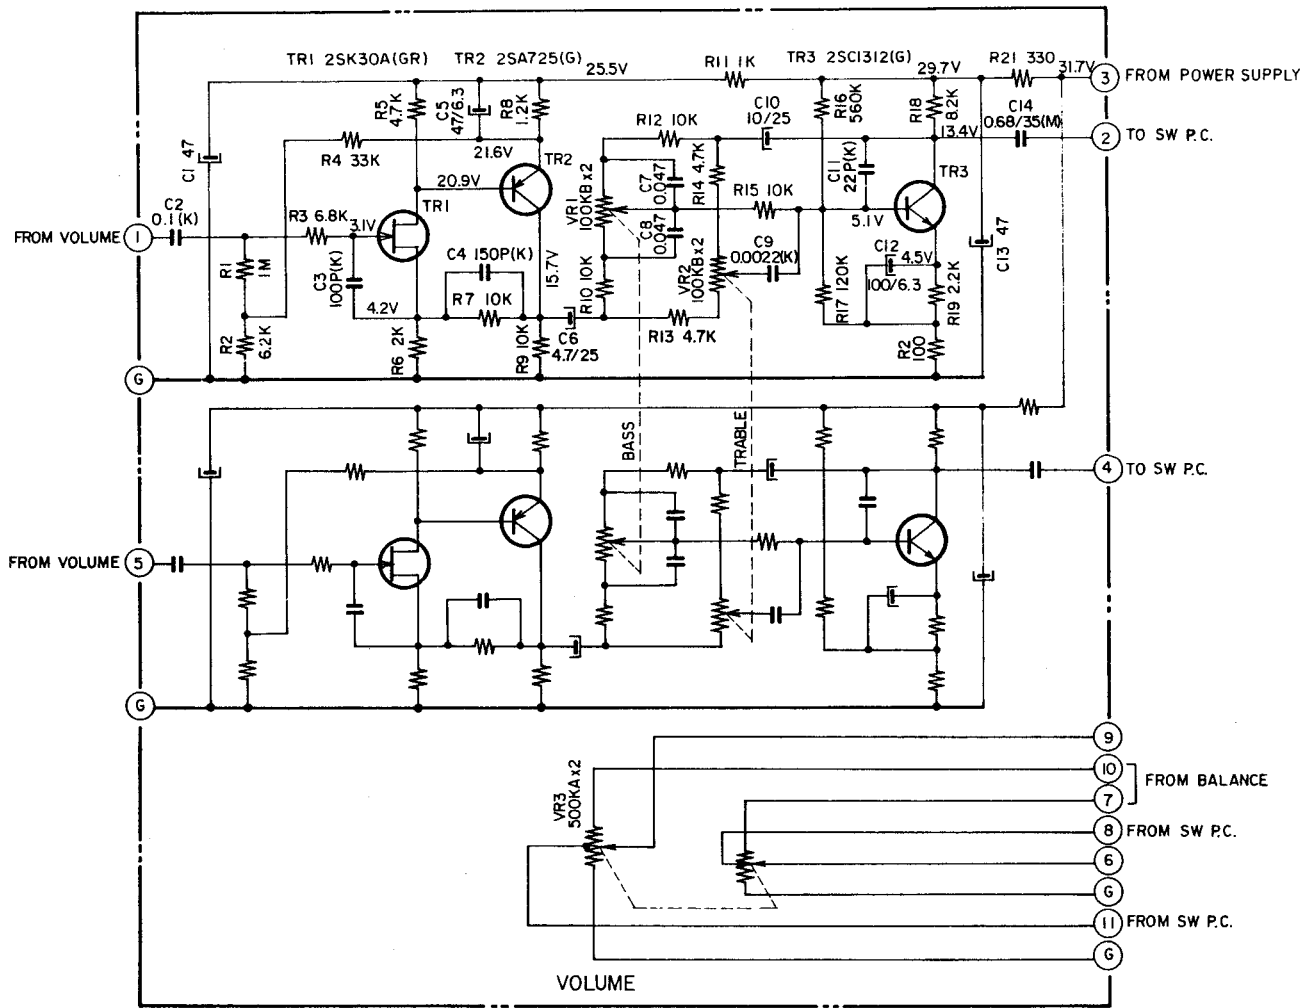 TR1 2SK30A(GR)
TR2 2SA725(G)
25.5V
R11 1K
TR3 2SC1312(G)
29.7V
R21 330
31.7V
3 FROM POWER SUPPLY
R5 4.7K
C5 47/6.3
R8 1.2K
C10 10/25
R16 560K
R18 8.2K
C14 0.68/35(M)
2 TO SW P.C.
C1 47
R4 33K
21.6V
R12 10K
13.4V
TR2
C7 0.047
R14 4.7K
C11 22P(K)
TR3
20.9V
VR1 100KB x2
R15 10K
5.1V
C2 0.1(K)
R3 6.8K
3.1V
TR1
FROM VOLUME 1
C8 0.047
C9 0.0022(K)
C12 100/6.3
4.5V
C13 47
R1 1M
C3 100P(K)
C4 150P(K)
15.7V
R10 10K
VR2 100KB x2
R17 120K
R19 2.2K
4.2V
R7 10K
R2 6.2K
R6 2K
R9 10K
C6 4.7/25
R13 4.7K
R2 100
G
BASS
TRABLE
4 TO SW P.C.
FROM VOLUME 5
G
9
10
FROM BALANCE
7
VR3 500KA x2
8 FROM SW P.C.
6
G
11 FROM SW P.C.
G
VOLUME